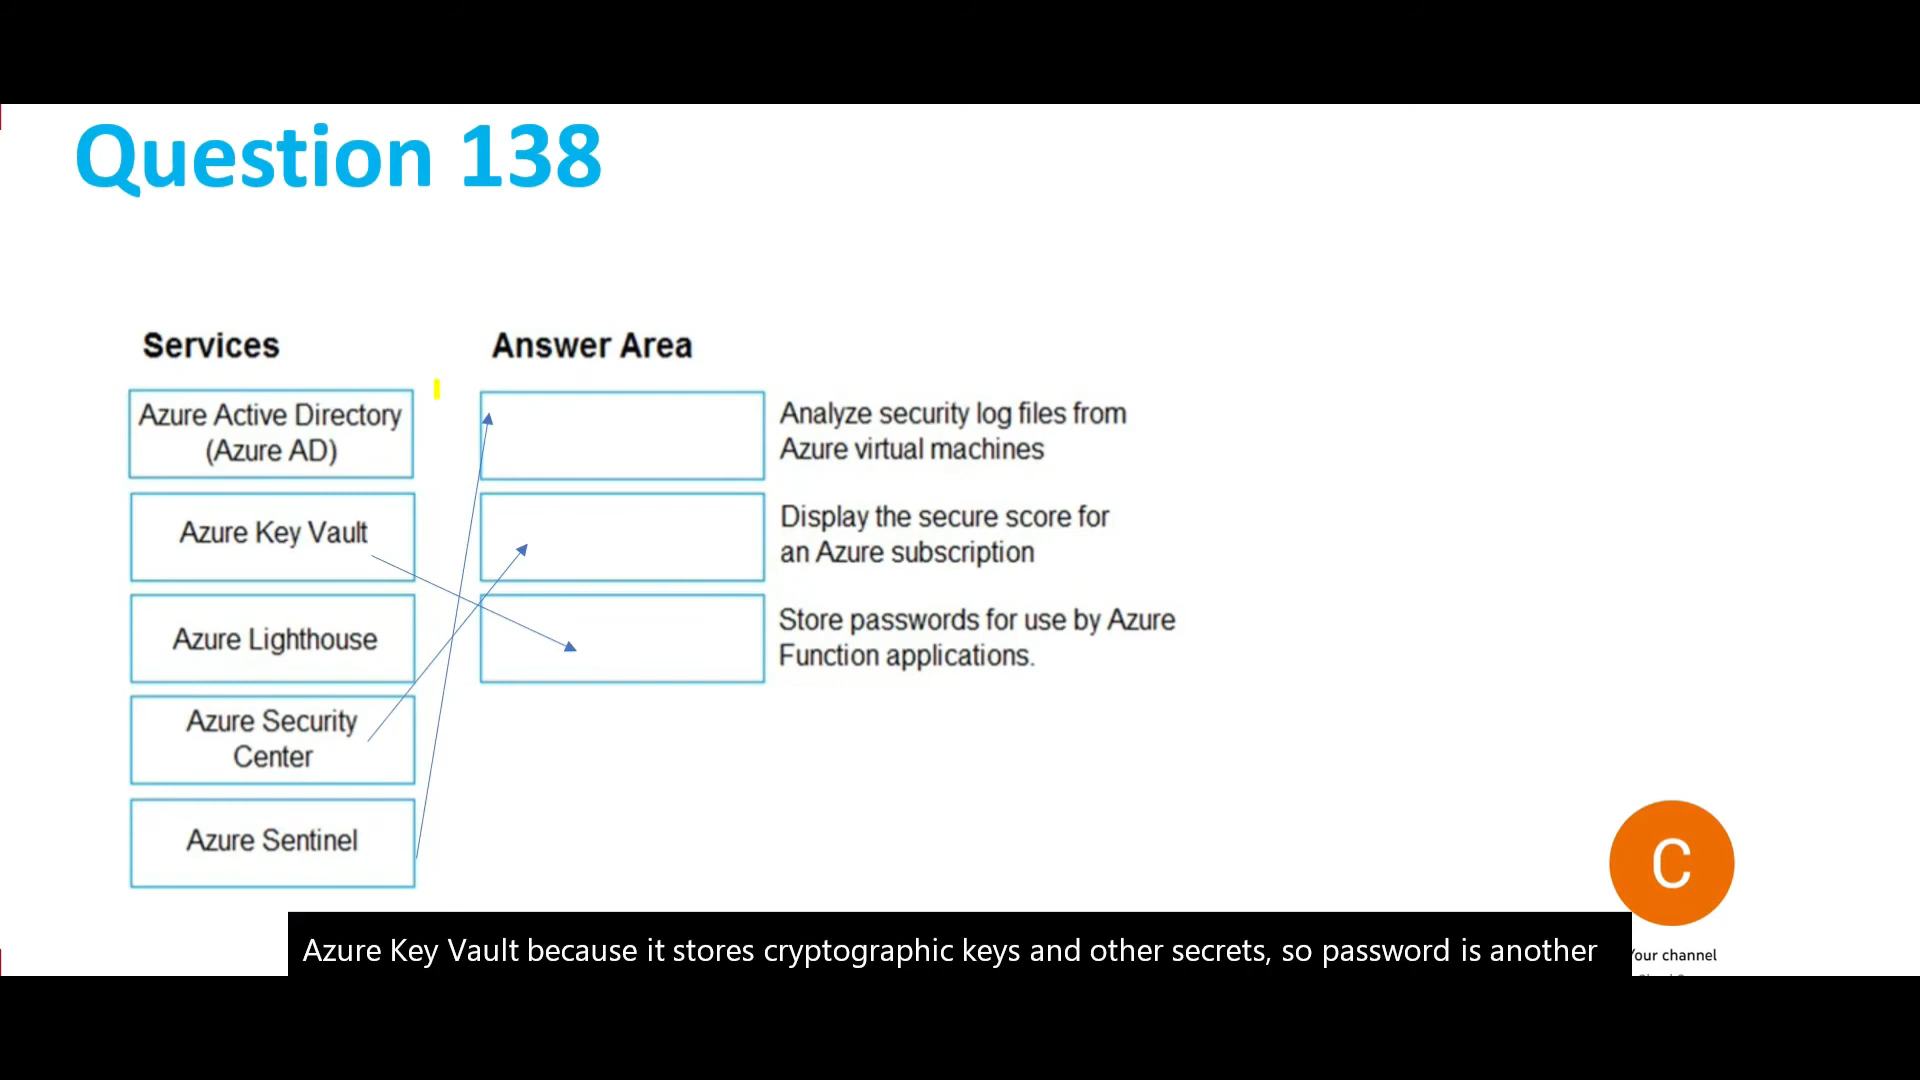 Question 138
Services
Answer Area
Azure Active Directory
(Azure AD)
Analyze security log files from
Azure virtual machines
Azure Key Vault
Display the secure score for
an Azure subscription
Azure Lighthouse
Store passwords for use by Azure
Function applications.
Azure Security
Center
Azure Sentinel
C
Azure Key Vault because it stores cryptographic keys and other secrets, so password is another
Your channel